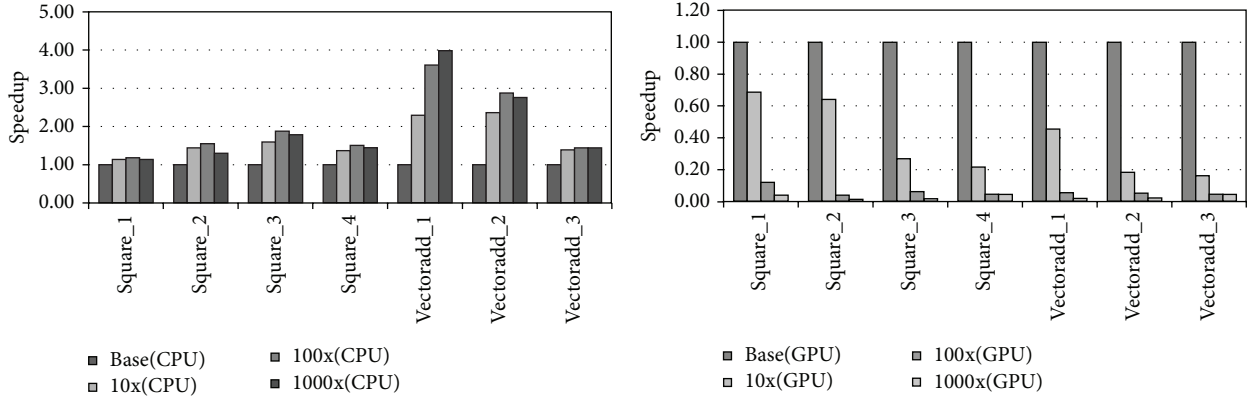 Speedup
5.00
4.00
3.00
2.00
1.00
0.00
Square_1
Square_2
Square_3
Square_4
Vectoradd_1
Vectoradd_2
Vectoradd_3
Base(CPU)
10x(CPU)
100x(CPU)
1000x(CPU)
Speedup
1.20
1.00
0.80
0.60
0.40
0.20
0.00
Square_1
Square_2
Square_3
Square_4
Vectoradd_1
Vectoradd_2
Vectoradd_3
Base(GPU)
10x(GPU)
100x(GPU)
1000x(GPU)